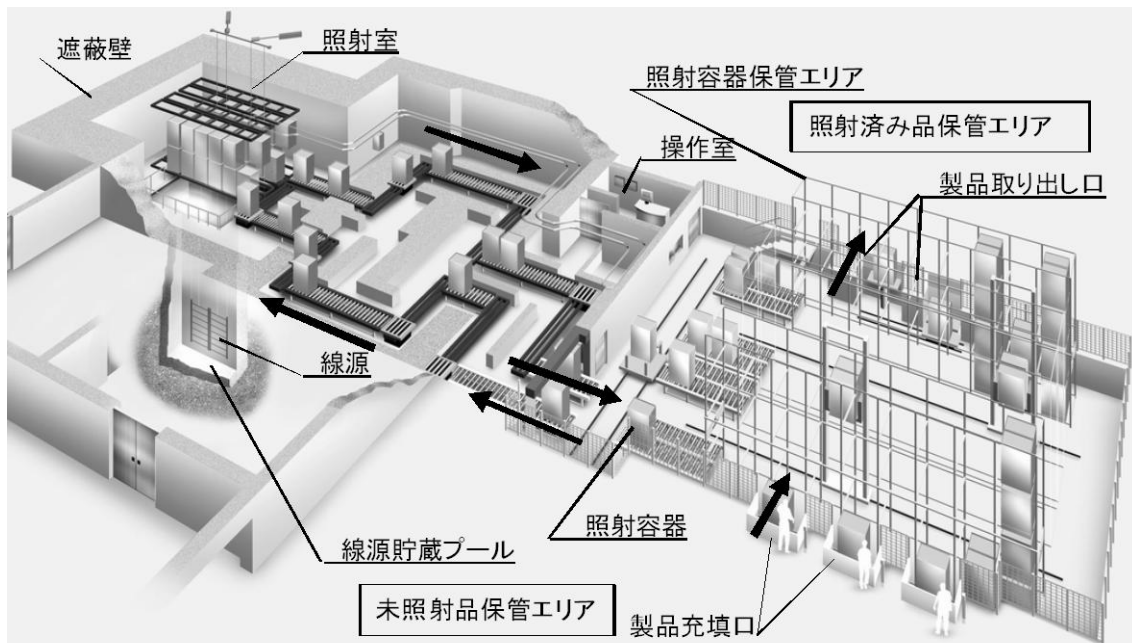 遮蔽壁
照射室
照射容器保管エリア
照射済み品保管エリア
操作室
製品取り出し口
線源
照射容器
線源貯蔵プール
未照射品保管エリア
製品充填口